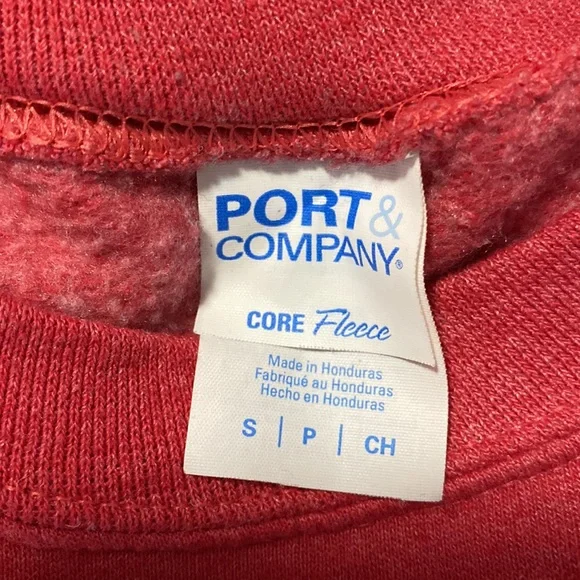 PORT&
COMPANY®
CORE Fleece
Made in Honduras
Fabriqué au Honduras
Hecho en Honduras
S | P | CH